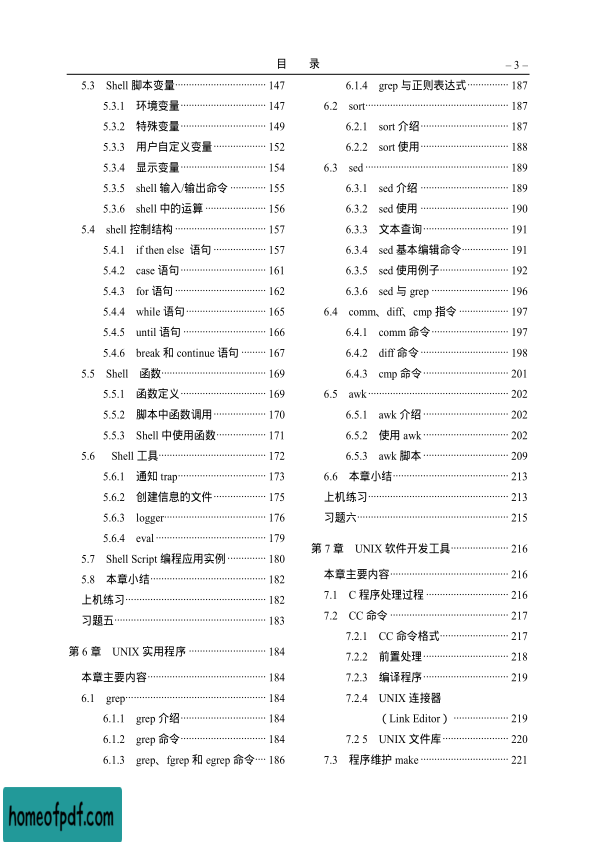 目 录
– 3 –
5.3 Shell 脚本变量 147
5.3.1 环境变量 147
5.3.2 特殊变量 149
5.3.3 用户自定义变量 152
5.3.4 显示变量 154
5.3.5 shell 输入/输出命令 155
5.3.6 shell 中的运算 156
5.4 shell 控制结构 157
5.4.1 if then else 语句 157
5.4.2 case 语句 161
5.4.3 for 语句 162
5.4.4 while 语句 165
5.4.5 until 语句 166
5.4.6 break 和 continue 语句 167
5.5 Shell 函数 169
5.5.1 函数定义 169
5.5.2 脚本中函数调用 170
5.5.3 Shell 中使用函数 171
5.6 Shell 工具 172
5.6.1 通知 trap 173
5.6.2 创建信息的文件 175
5.6.3 logger 176
5.6.4 eval 179
5.7 Shell Script 编程应用实例 180
5.8 本章小结 182
上机练习 182
习题五 183
第 6 章 UNIX 实用程序 184
本章主要内容 184
6.1 grep 184
6.1.1 grep 介绍 184
6.1.2 grep 命令 184
6.1.3 grep、fgrep 和 egrep 命令 186
6.1.4 grep 与正则表达式 187
6.2 sort 187
6.2.1 sort 介绍 187
6.2.2 sort 使用 188
6.3 sed 189
6.3.1 sed 介绍 189
6.3.2 sed 使用 190
6.3.3 文本查询 191
6.3.4 sed 基本编辑命令 191
6.3.5 sed 使用例子 192
6.3.6 sed 与 grep 196
6.4 comm、diff、cmp 指令 197
6.4.1 comm 命令 197
6.4.2 diff 命令 198
6.4.3 cmp 命令 201
6.5 awk 202
6.5.1 awk 介绍 202
6.5.2 使用 awk 202
6.5.3 awk 脚本 209
6.6 本章小结 213
上机练习 213
习题六 215
第 7 章 UNIX 软件开发工具 216
本章主要内容 216
7.1 C 程序处理过程 216
7.2 CC 命令 217
7.2.1 CC 命令格式 217
7.2.2 前置处理 218
7.2.3 编译程序 219
7.2.4 UNIX 连接器
（Link Editor） 219
7.2 5 UNIX 文件库 220
7.3 程序维护 make 221
homeofpdf.com